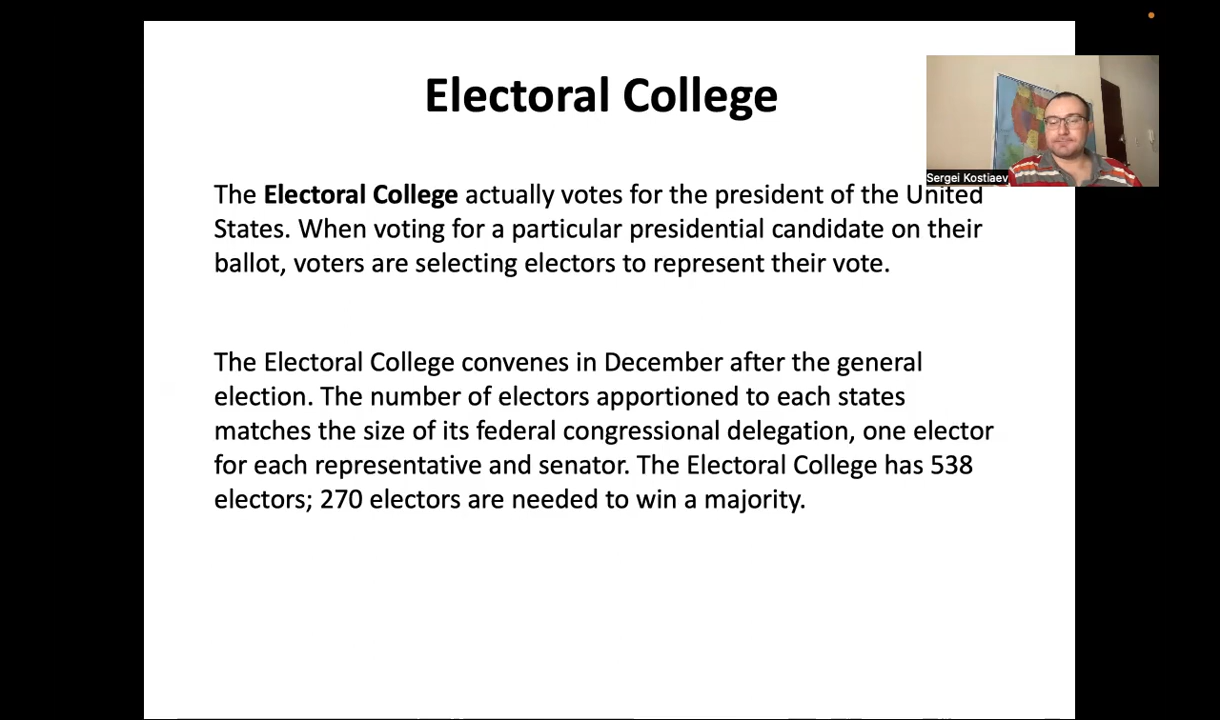 Electoral College
Sergei Kostiaev
The Electoral College actually votes for the president of the United
States. When voting for a particular presidential candidate on their
ballot, voters are selecting electors to represent their vote.
The Electoral College convenes in December after the general
election. The number of electors apportioned to each states
matches the size of its federal congressional delegation, one elector
for each representative and senator. The Electoral College has 538
electors; 270 electors are needed to win a majority.